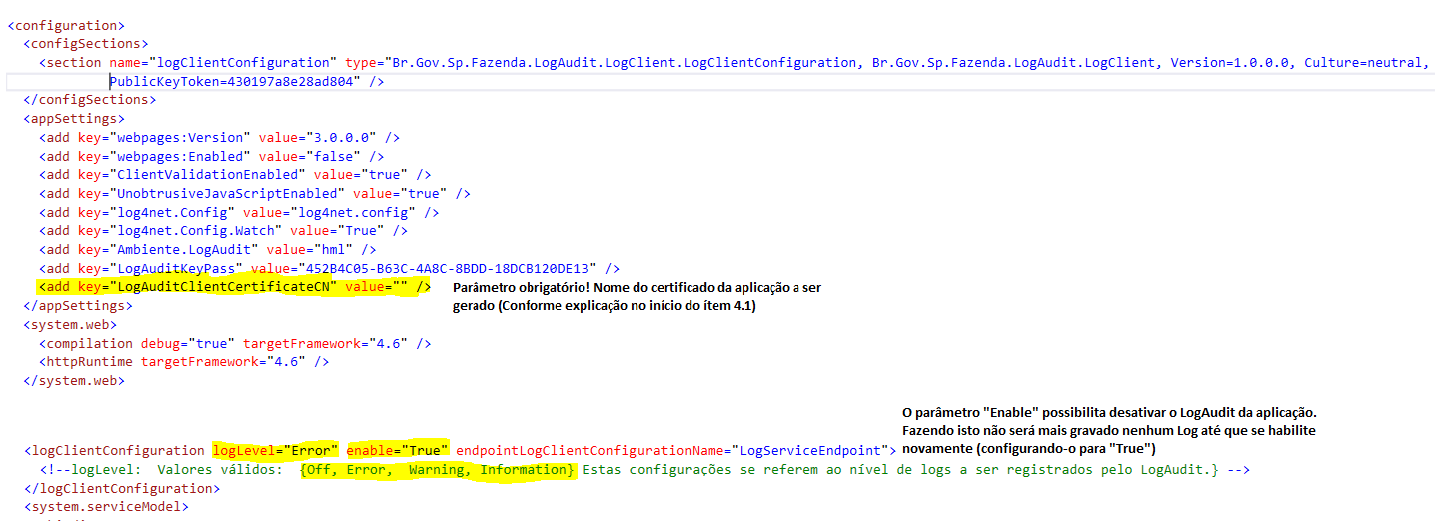 <configuration>
<configSections>
<section name="logClientConfiguration" type="Br.Gov.Sp.Fazenda.LogAudit.LogClient.LogClientConfiguration, Br.Gov.Sp.Fazenda.LogAudit.LogClient, Version=1.0.0.0, Culture=neutral,
PublicKeyToken=430197a8e28ad804" />
</configSections>
<appSettings>
<add key="webpages:Version" value="3.0.0.0" />
<add key="webpages:Enabled" value="false" />
<add key="ClientValidationEnabled" value="true" />
<add key="UnobtrusiveJavaScriptEnabled" value="true" />
<add key="log4net.Config" value="log4net.config" />
<add key="log4net.Config.Watch" value="True" />
<add key="Ambiente.LogAudit" value="hml" />
<add key="LogAuditKeyPass" value="452B4C05-B63C-4A8C-8BDD-18DCB120DE13" />
<add key="LogAuditClientCertificateCN" value="" />
Parâmetro obrigatório! Nome do certificado da aplicação a ser
gerado (Conforme explicação no início do ítem 4.1)
</appSettings>
<system.web>
<compilation debug="true" targetFramework="4.6" />
<httpRuntime targetFramework="4.6" />
</system.web>
O parâmetro "Enable" possibilita desativar o LogAudit da aplicação.
Fazendo isto não será mais gravado nenhum Log até que se habilite
novamente (configurando-o para "True")
<logClientConfiguration logLevel="Error" enable="True" endpointLogClientConfigurationName="LogServiceEndpoint">
<!--logLevel:  Valores válidos:  {Off, Error,  Warning, Information} Estas configurações se referem ao nível de logs a ser registrados pelo LogAudit.} -->
</logClientConfiguration>
<system.serviceModel>